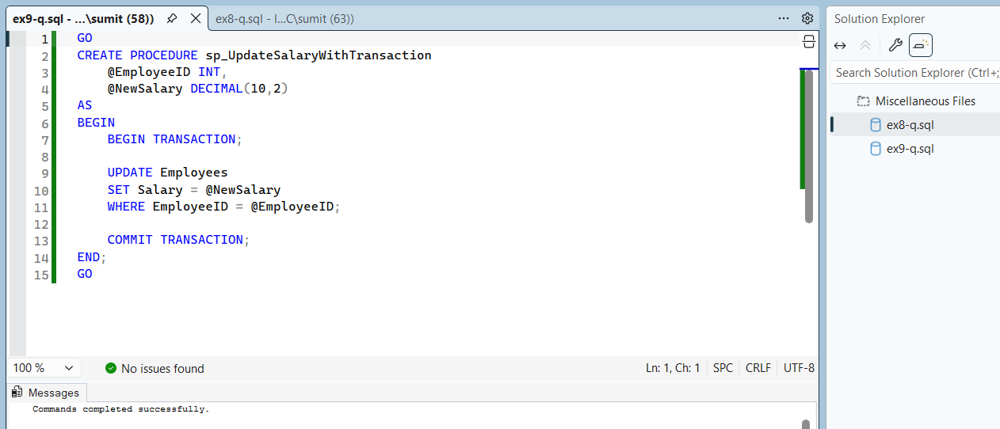 ex9-q.sql - ...\sumit (58))
ex8-q.sql - I...C\sumit (63))
Solution Explorer
Search Solution Explorer (Ctrl+;
Miscellaneous Files
ex8-q.sql
ex9-q.sql
1 GO
2 CREATE PROCEDURE sp_UpdateSalaryWithTransaction
3 @EmployeeID INT,
4 @NewSalary DECIMAL(10,2)
5 AS
6 BEGIN
7 BEGIN TRANSACTION;
8
9 UPDATE Employees
10 SET Salary = @NewSalary
11 WHERE EmployeeID = @EmployeeID;
12
13 COMMIT TRANSACTION;
14 END;
15 GO
100 %
No issues found
Ln: 1, Ch: 1
SPC
CRLF
UTF-8
Messages
Commands completed successfully.